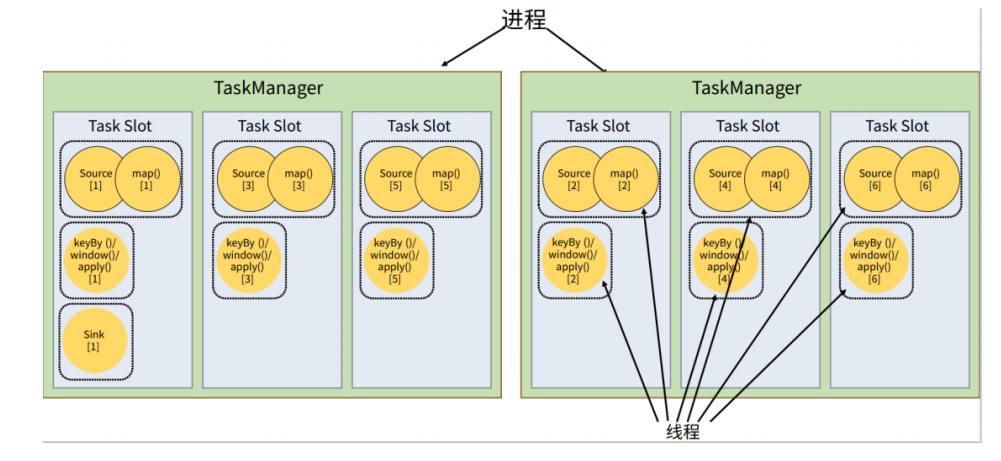 进程
TaskManager
Task Slot
Source
[1]
map()
[1]
keyBy ()/
window()/
apply()
[1]
Sink
[1]
Task Slot
Source
[3]
map()
[3]
keyBy ()/
window()/
apply()
[3]
Task Slot
Source
[5]
map()
[5]
keyBy ()/
window()/
apply()
[5]
TaskManager
Task Slot
Source
[2]
map()
[2]
keyBy ()/
window()/
apply()
[2]
Task Slot
Source
[4]
map()
[4]
keyBy ()/
window()/
apply()
[4]
Task Slot
Source
[6]
map()
[6]
keyBy ()/
window()/
apply()
[6]
线程